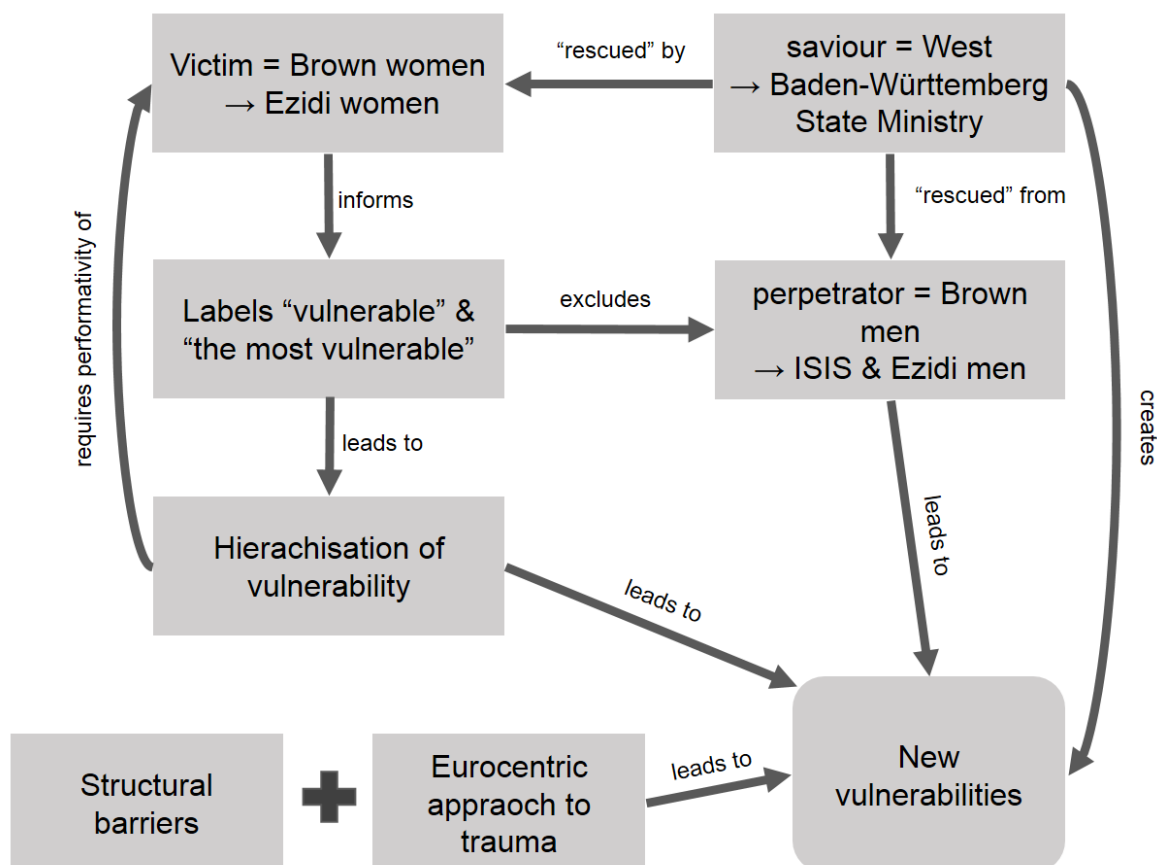 Victim = Brown women
→ Ezidi women
“rescued” by
saviour = West
→ Baden-Württemberg
State Ministry
informs
“rescued” from
requires performativity of
Labels “vulnerable” &
“the most vulnerable”
excludes
perpetrator = Brown
men
→ ISIS & Ezidi men
creates
leads to
leads to
Hierachisation of
vulnerability
leads to
Structural
barriers
Eurocentric
appraoch to
trauma
leads to
New
vulnerabilities